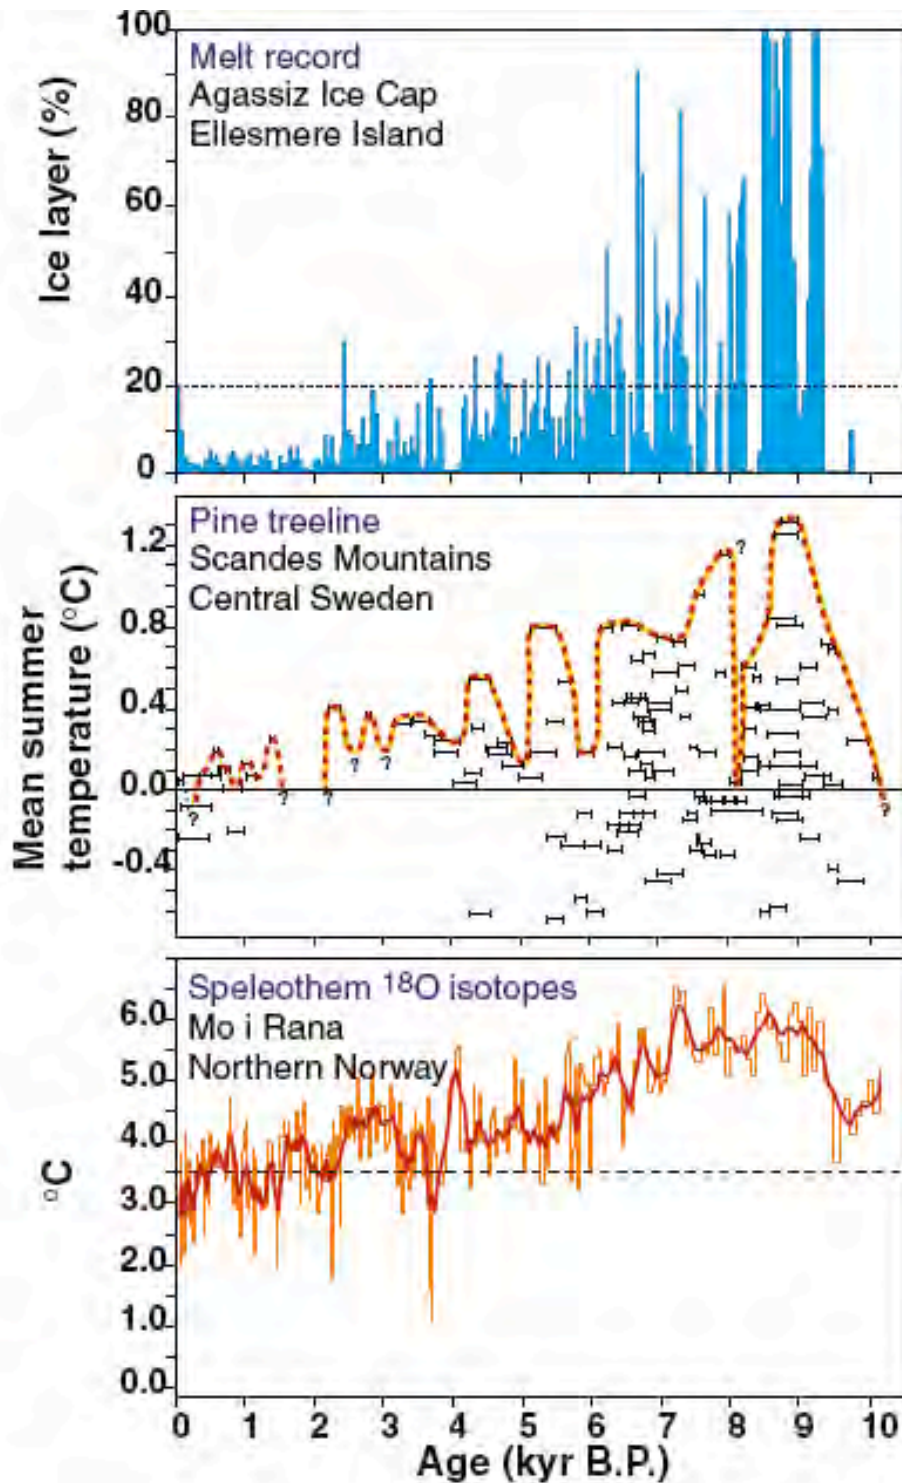 Melt record
Agassiz Ice Cap
Ellesmere Island
Ice layer (%)
100
80
60
40
20
0
Pine treeline
Scandes Mountains
Central Sweden
Mean summer
temperature (°C)
1.2
0.8
0.4
0.0
-0.4
?
?
?
?
?
?
?
Speleothem ¹⁸O isotopes
Mo i Rana
Northern Norway
°C
6.0
5.0
4.0
3.0
2.0
1.0
0.0
0 1 2 3 4 5 6 7 8 9 10
Age (kyr B.P.)